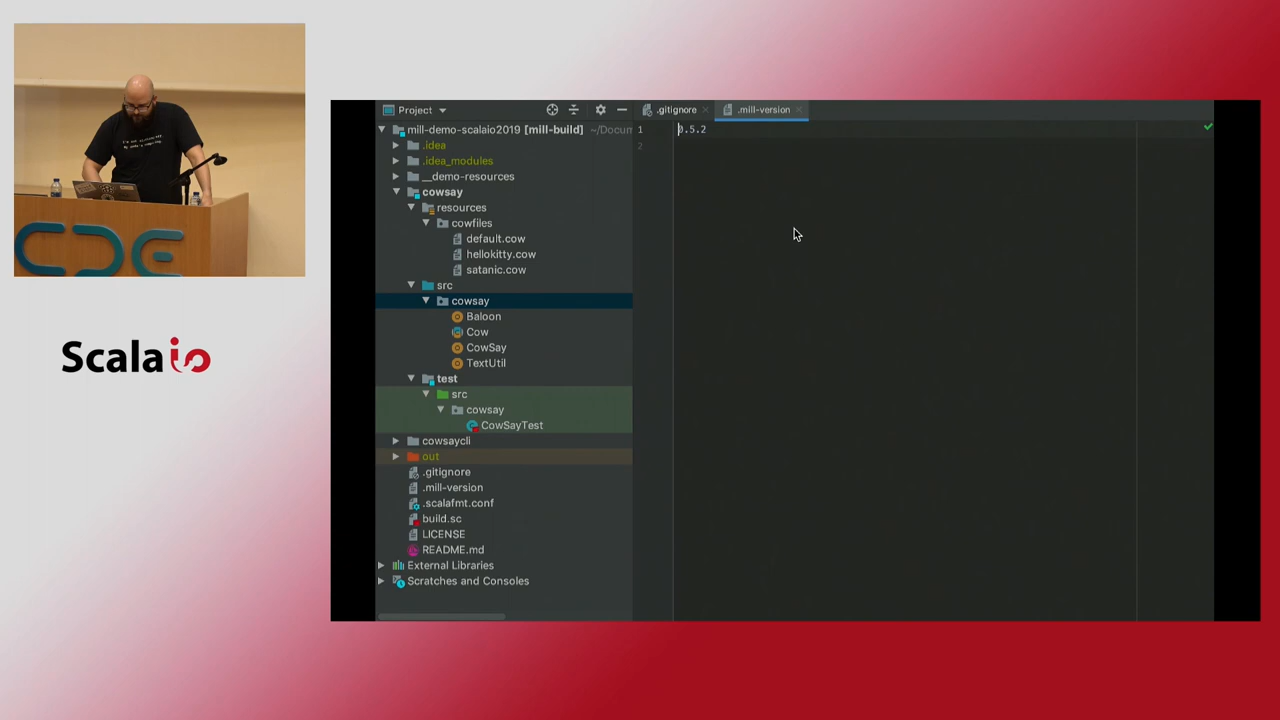 Project
.gitignore
.mill-version
mill-demo-scalaio2019 [mill-build] ~/Docum
.idea
.idea_modules
__demo-resources
cowsay
resources
cowfiles
default.cow
hellokitty.cow
satanic.cow
src
cowsay
Baloon
Cow
CowSay
TextUtil
test
src
cowsay
CowSayTest
cowsaycli
out
.gitignore
.mill-version
.scalafmt.conf
build.sc
LICENSE
README.md
External Libraries
Scratches and Consoles
1
0.5.2
2
CDE
Scala io